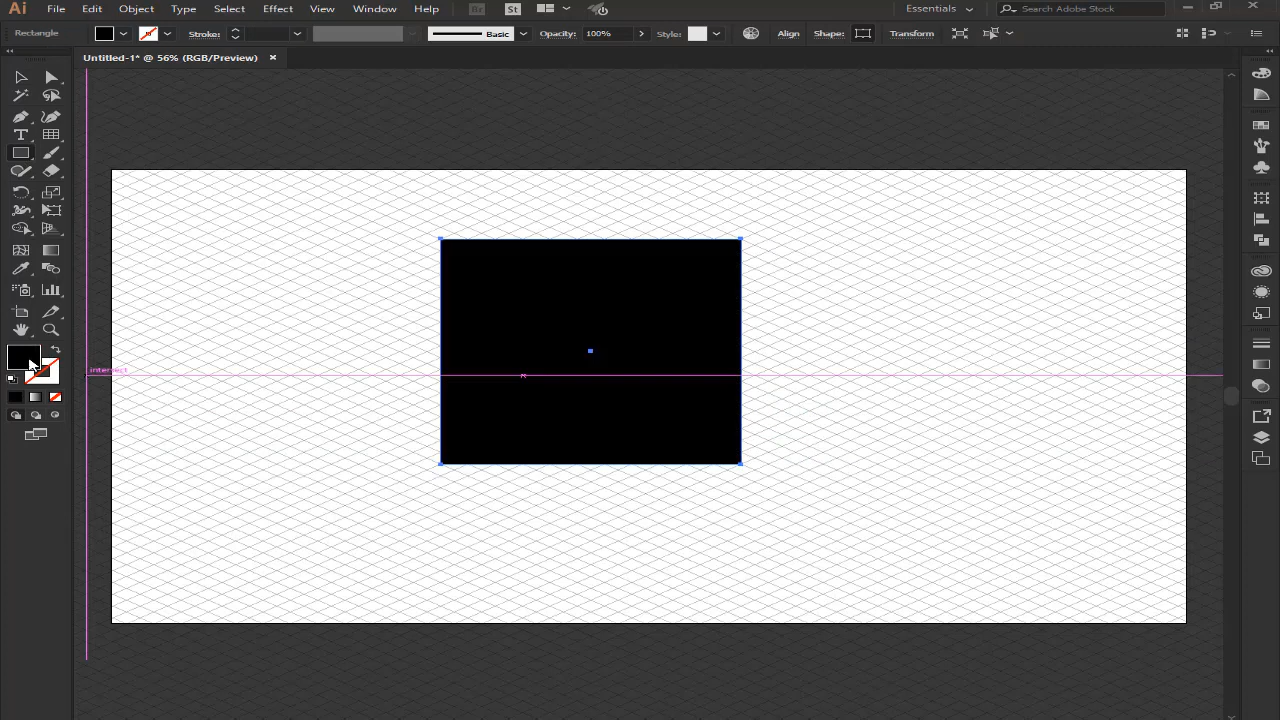 Ai File Edit Object Type Select Effect View Window Help Br St Essentials Search Adobe Stock
Rectangle Stroke: Basic Opacity: 100% Style: Align Shape: Transform
Untitled-1* @ 56% (RGB/Preview) ×
intersect